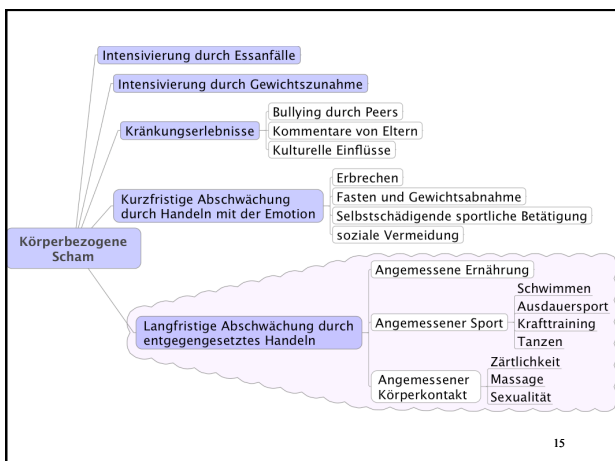 Intensivierung durch Essanfälle
Intensivierung durch Gewichtszunahme
Kränkungserlebnisse
Bullying durch Peers
Kommentare von Eltern
Kulturelle Einflüsse
Kurzfristige Abschwächung
durch Handeln mit der Emotion
Erbrechen
Fasten und Gewichtsabnahme
Selbstschädigende sportliche Betätigung
soziale Vermeidung
Körperbezogene
Scham
Langfristige Abschwächung durch
entgegengesetztes Handeln
Angemessene Ernährung
Angemessener Sport
Schwimmen
Ausdauersport
Krafttraining
Tanzen
Angemessener
Körperkontakt
Zärtlichkeit
Massage
Sexualität
15